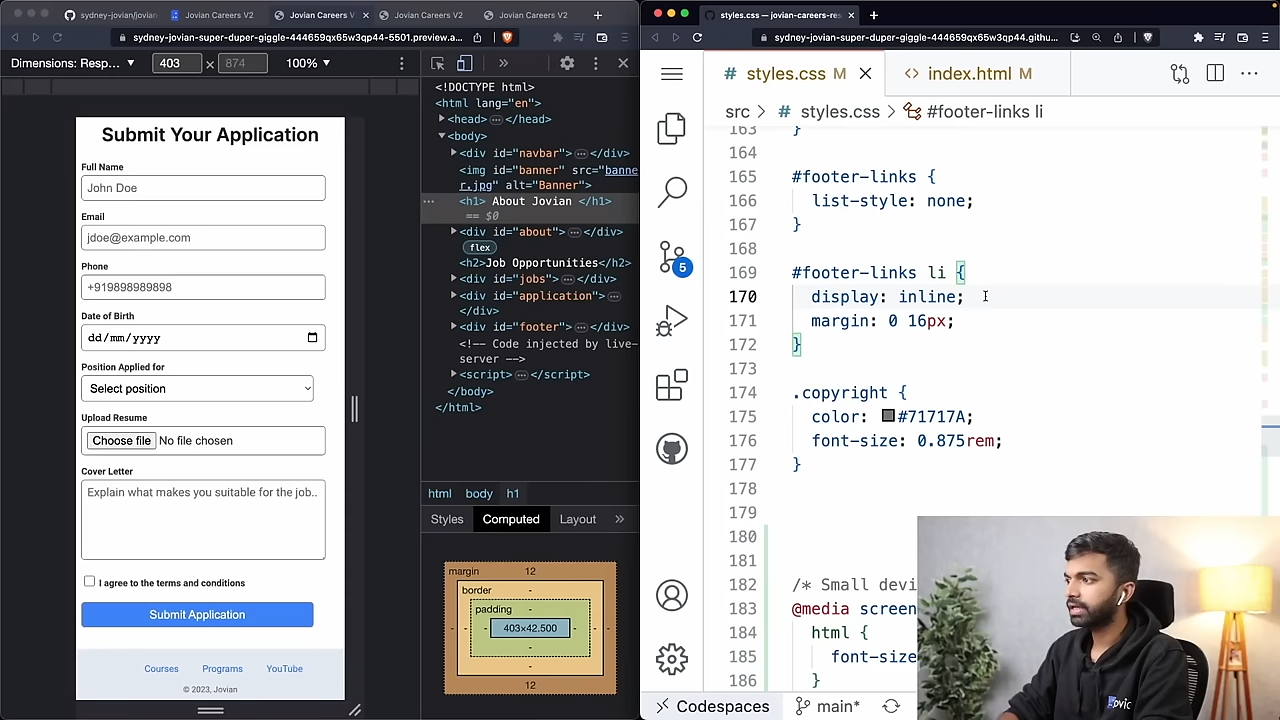 sydney-jovian/jovian
Jovian Careers V2
Jovian Careers V
Jovian Careers V2
Jovian Careers V2
sydney-jovian-super-duper-giggle-444659qx65w3qp44-5501.preview.a...
Dimensions: Resp...
403
874
100%
Submit Your Application
Full Name
John Doe
Email
jdoe@example.com
Phone
+919898989898
Date of Birth
dd/mm/yyyy
Position Applied for
Select position
Upload Resume
Choose file No file chosen
Cover Letter
Explain what makes you suitable for the job..
I agree to the terms and conditions
Submit Application
Courses
Programs
YouTube
© 2023, Jovian
<!DOCTYPE html>
<html lang="en">
<head>…</head>
<body>
<div id="navbar">…</div>
<img id="banner" src="banne
r.jpg" alt="Banner">
<h1> About Jovian </h1>
== $0
<div id="about">…</div>
flex
<h2>Job Opportunities</h2>
<div id="jobs">…</div>
<div id="application">…
</div>
<div id="footer">…</div>
<!-- Code injected by live-
server -->
<script>…</script>
</body>
</html>
html
body
h1
Styles
Computed
Layout
margin
12
border
-
padding
-
403×42.500
-
-
12
styles.css — jovian-careers-res
sydney-jovian-super-duper-giggle-444659qx65w3qp44.githu...
# styles.css M
<> index.html M
src > # styles.css > #footer-links li
5
163 }
164
165 #footer-links {
166 list-style: none;
167 }
168
169 #footer-links li {
170 display: inline;
171 margin: 0 16px;
172 }
173
174 .copyright {
175 color: #71717A;
176 font-size: 0.875rem;
177 }
178
179
180
181
182 /* Small devi
183 @media screen
184 html {
185 font-size
186 }
Codespaces
main*